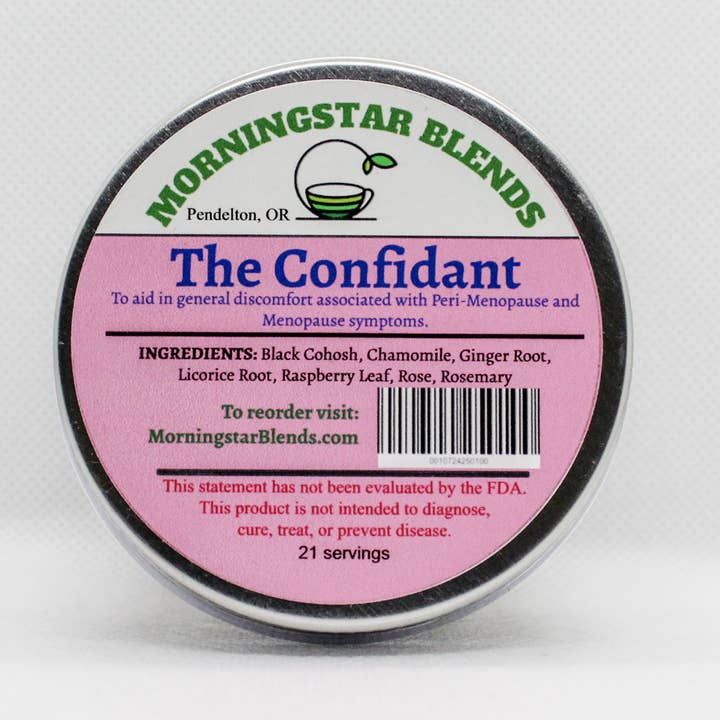 MORNINGSTAR BLENDS
Pendelton, OR
The Confidant
To aid in general discomfort associated with Peri-Menopause and
Menopause symptoms.
INGREDIENTS: Black Cohosh, Chamomile, Ginger Root,
Licorice Root, Raspberry Leaf, Rose, Rosemary
To reorder visit:
MorningstarBlends.com
0010724250100
This statement has not been evaluated by the FDA.
This product is not intended to diagnose,
cure, treat, or prevent disease.
21 servings